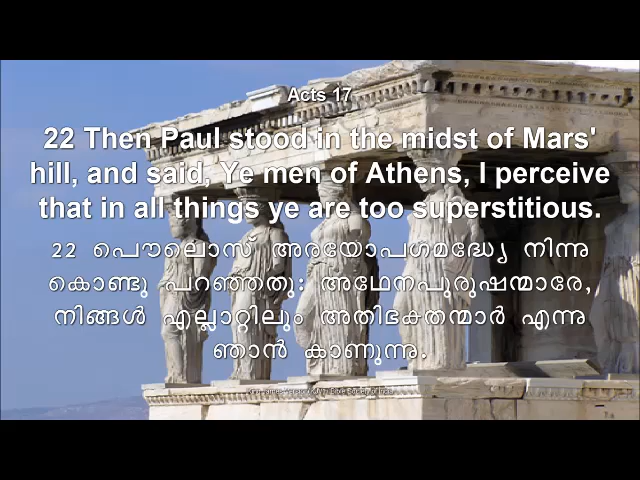 Acts 17
22 Then Paul stood in the midst of Mars'
hill, and said, Ye men of Athens, I perceive
that in all things ye are too superstitious.
22 പൌലൊസ് അരയോപഗമദ്ധ്യേ നിന്നു
കൊണ്ടു പറഞ്ഞതു: അഥേനപുരുഷന്മാരേ,
നിങ്ങൾ എല്ലാറ്റിലും അതിഭക്തന്മാർ എന്നു
ഞാൻ കാണുന്നു.